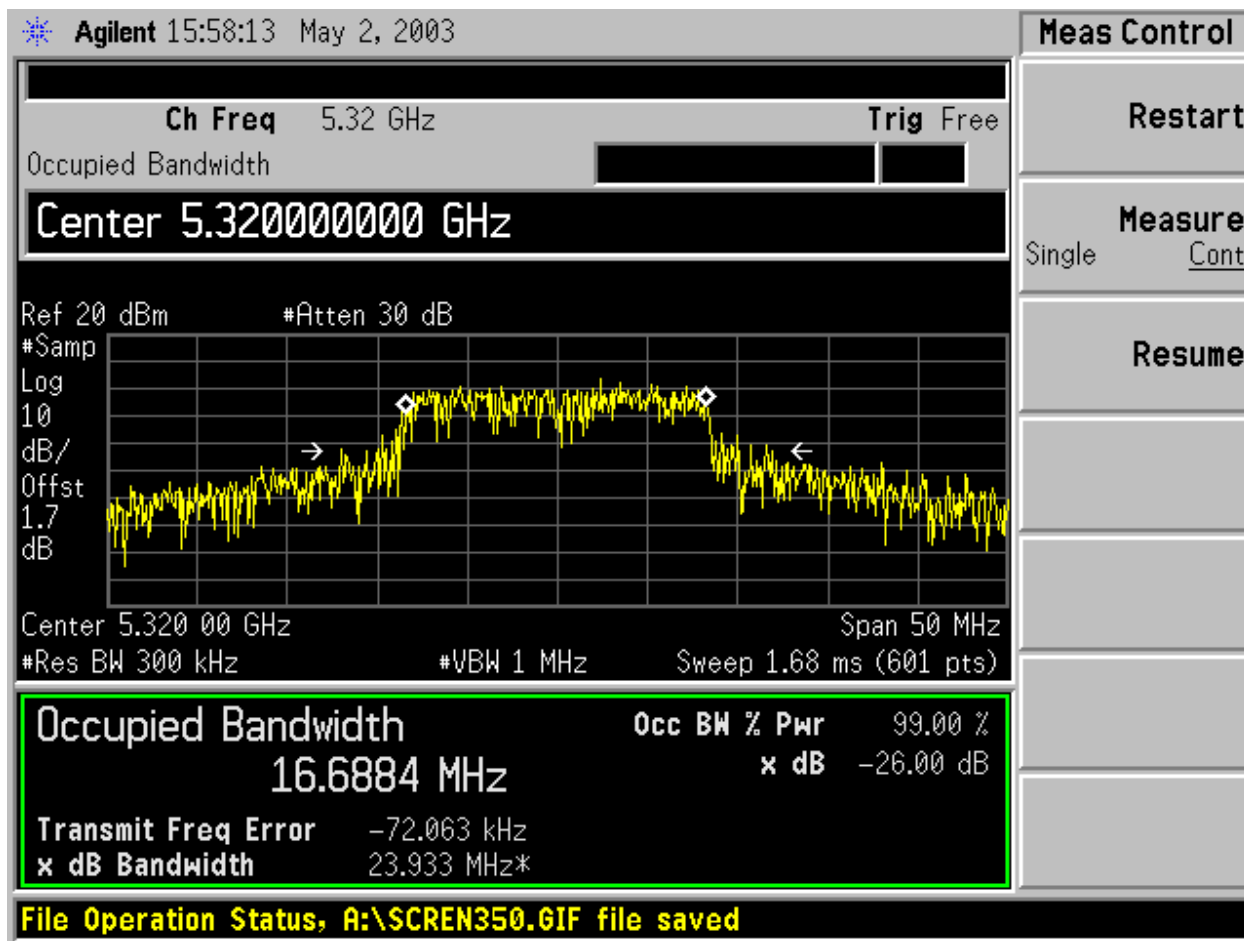 Agilent 15:58:13 May 2, 2003
Meas Control
Ch Freq 5.32 GHz Trig Free
Occupied Bandwidth
Center 5.320000000 GHz
Ref 20 dBm #Atten 30 dB
#Samp
Log
10
dB/
Offst
1.7
dB
Center 5.320 00 GHz Span 50 MHz
#Res BW 300 kHz #VBW 1 MHz Sweep 1.68 ms (601 pts)
Occupied Bandwidth
16.6884 MHz
Occ BW % Pwr 99.00 %
x dB -26.00 dB
Transmit Freq Error -72.063 kHz
x dB Bandwidth 23.933 MHz*
File Operation Status, A:\SCREN350.GIF file saved
Restart
Measure
Single Cont
Resume